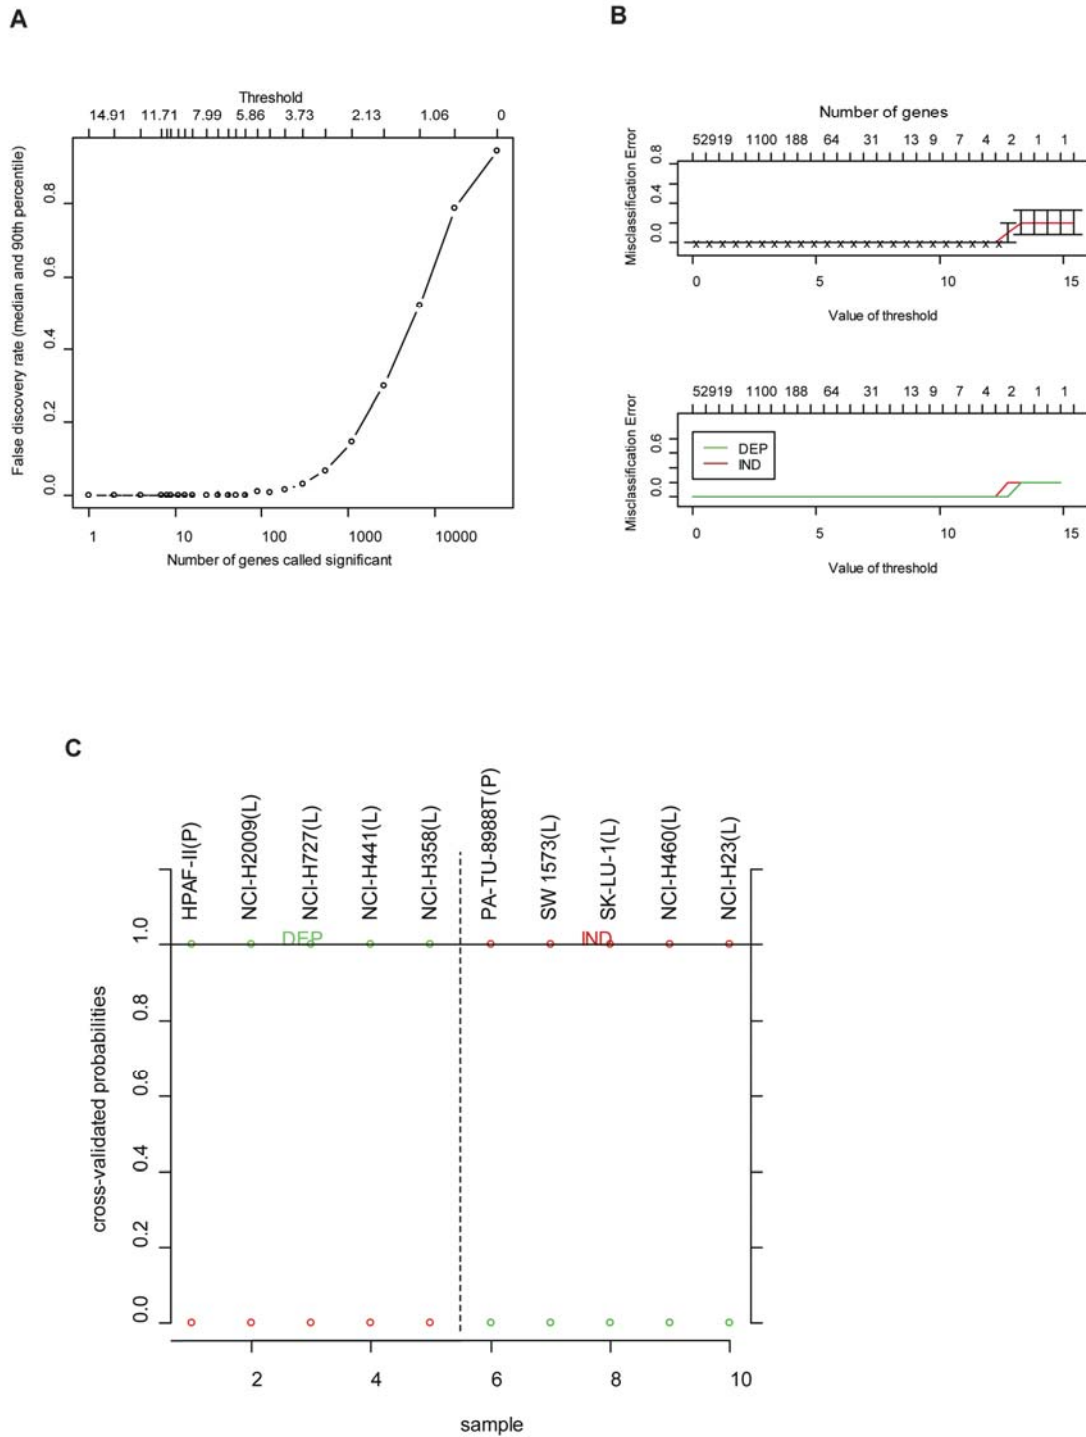 A
Threshold
14.91 11.71 7.99 5.86 3.73 2.13 1.06 0
False discovery rate (median and 90th percentile)
0.8
0.6
0.4
0.2
0.0
1 10 100 1000 10000
Number of genes called significant
B
Number of genes
52919 1100 188 64 31 13 9 7 4 2 1 1
Misclassification Error
0.8
0.4
0.0
0 5 10 15
Value of threshold
52919 1100 188 64 31 13 9 7 4 2 1 1
Misclassification Error
0.6
0.0
DEP
IND
0 5 10 15
Value of threshold
C
HPAF-II(P)
NCI-H2009(L)
NCI-H727(L)
NCI-H441(L)
NCI-H358(L)
PA-TU-8988T(P)
SW 1573(L)
SK-LU-1(L)
NCI-H460(L)
NCI-H23(L)
DEP IND
cross-validated probabilities
1.0
0.8
0.6
0.4
0.2
0.0
2 4 6 8 10
sample